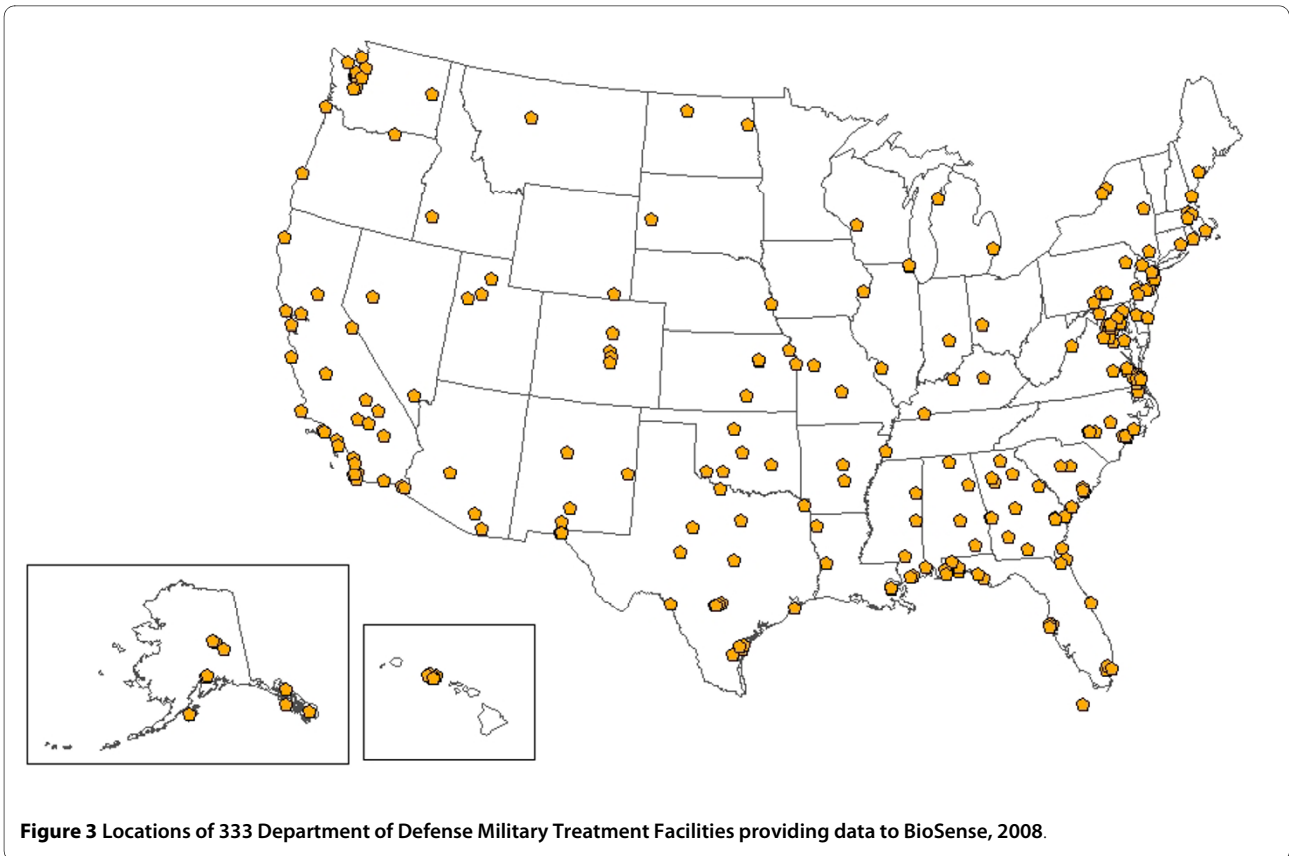 Figure 3 Locations of 333 Department of Defense Military Treatment Facilities providing data to BioSense, 2008.